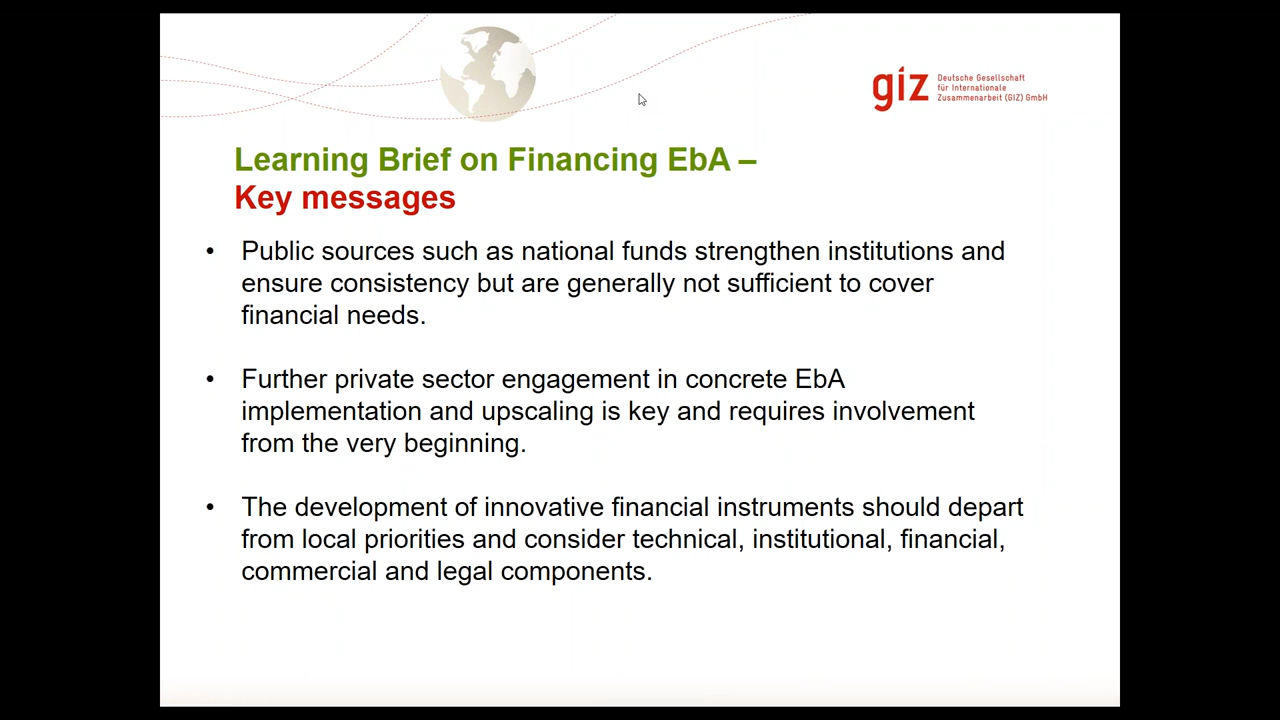 giz Deutsche Gesellschaft
für Internationale
Zusammenarbeit (GIZ) GmbH
Learning Brief on Financing EbA –
Key messages
• Public sources such as national funds strengthen institutions and
ensure consistency but are generally not sufficient to cover
financial needs.
• Further private sector engagement in concrete EbA
implementation and upscaling is key and requires involvement
from the very beginning.
• The development of innovative financial instruments should depart
from local priorities and consider technical, institutional, financial,
commercial and legal components.